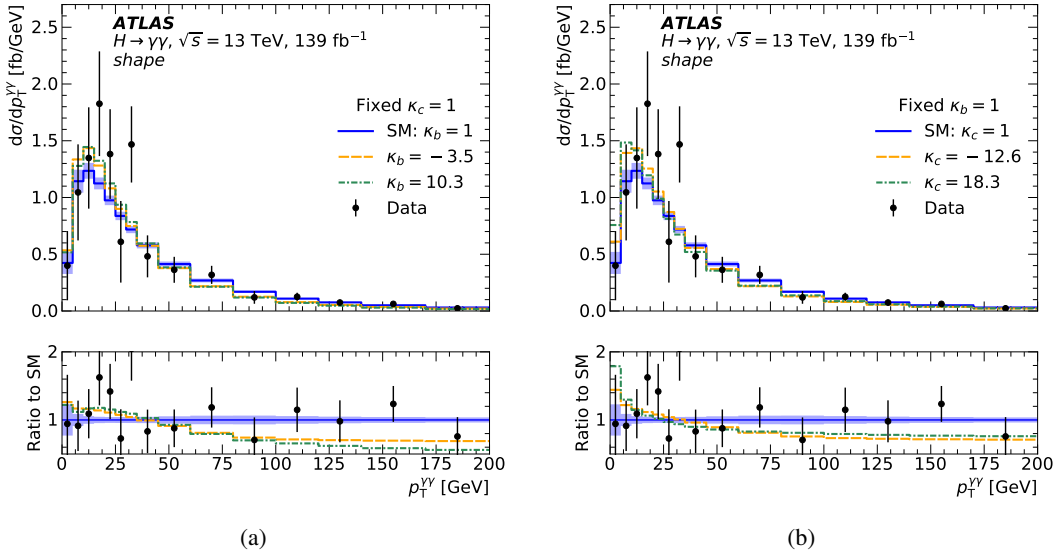 ATLAS
H → γγ, √s = 13 TeV, 139 fb⁻¹
shape
dσ/dp_T^γγ [fb/GeV]
2.5
2.0
1.5
1.0
0.5
0.0
Fixed κ_c = 1
SM: κ_b = 1
κ_b = −3.5
κ_b = 10.3
Data
Ratio to SM
2
1
0 25 50 75 100 125 150 175 200
p_T^γγ [GeV]
(a)
ATLAS
H → γγ, √s = 13 TeV, 139 fb⁻¹
shape
dσ/dp_T^γγ [fb/GeV]
2.5
2.0
1.5
1.0
0.5
0.0
Fixed κ_b = 1
SM: κ_c = 1
κ_c = −12.6
κ_c = 18.3
Data
Ratio to SM
2
1
0 25 50 75 100 125 150 175 200
p_T^γγ [GeV]
(b)